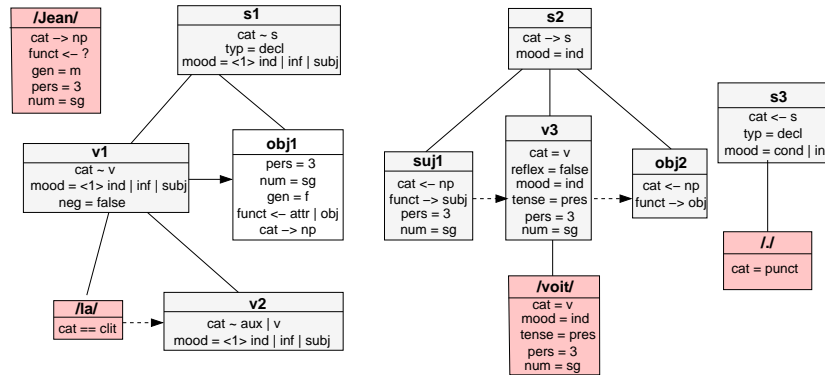 /Jean/
cat –> np
funct <– ?
gen = m
pers = 3
num = sg
s1
cat ~ s
typ = decl
mood = <1> ind | inf | subj
v1
cat ~ v
mood = <1> ind | inf | subj
neg = false
obj1
pers = 3
num = sg
gen = f
funct <– attr | obj
cat –> np
/la/
cat == clit
v2
cat ~ aux | v
mood = <1> ind | inf | subj
s2
cat –> s
mood = ind
suj1
cat <– np
funct –> subj
pers = 3
num = sg
v3
cat = v
reflex = false
mood = ind
tense = pres
pers = 3
num = sg
obj2
cat <– np
funct –> obj
/voit/
cat = v
mood = ind
tense = pres
pers = 3
num = sg
s3
cat <– s
typ = decl
mood = cond | in
/./
cat = punct